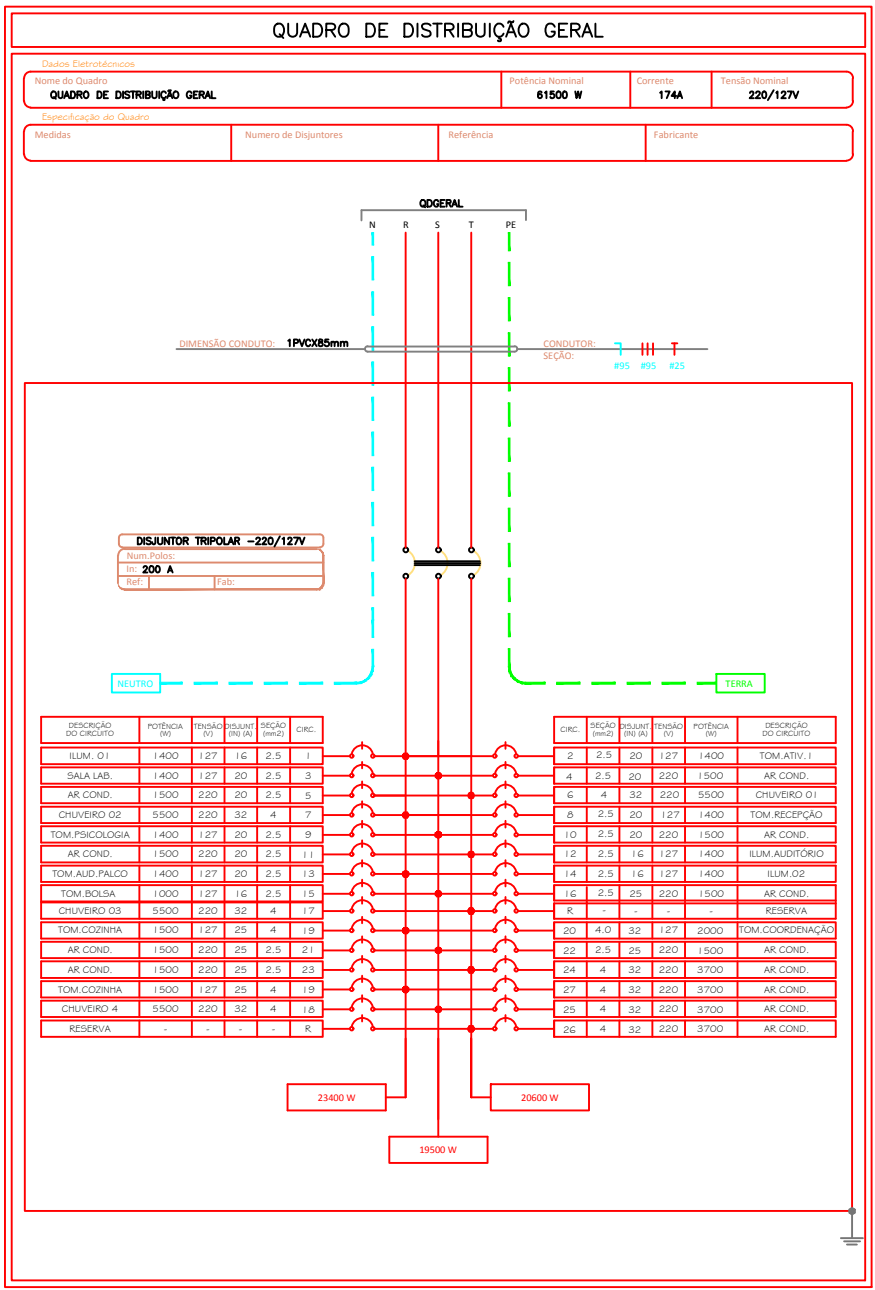 QUADRO DE DISTRIBUIÇÃO GERAL
Dados Eletrotécnicos
Nome do Quadro Potência Nominal Corrente Tensão Nominal
QUADRO DE DISTRIBUIÇÃO GERAL 61500 W 174A 220/127V
Especificação do Quadro
Medidas Numero de Disjuntores Referência Fabricante
QDGERAL
N R S T PE
DIMENSÃO CONDUTO: 1PVCX85mm CONDUTOR:
SEÇÃO: #95 #95 #25
DISJUNTOR TRIPOLAR -220/127V
Num.Polos:
In: 200 A
Ref: Fab:
NEUTRO TERRA
DESCRIÇÃO DO CIRCUITO POTÊNCIA (W) TENSÃO (V) DISJUNT. (IN) (A) SEÇÃO (mm2) CIRC. CIRC. SEÇÃO (mm2) DISJUNT. (IN) (A) TENSÃO (V) POTÊNCIA (W) DESCRIÇÃO DO CIRCUITO
ILUM. 01 1400 127 16 2.5 1 2 2.5 20 127 1400 TOM.ATIV.1
SALA LAB. 1400 127 20 2.5 3 4 2.5 20 220 1500 AR COND.
AR COND. 1500 220 20 2.5 5 6 4 32 220 5500 CHUVEIRO 01
CHUVEIRO 02 5500 220 32 4 7 8 2.5 20 127 1400 TOM.RECEPÇÃO
TOM.PSICOLOGIA 1400 127 20 2.5 9 10 2.5 20 220 1500 AR COND.
AR COND. 1500 220 20 2.5 11 12 2.5 16 127 1400 ILUM.AUDITÓRIO
TOM.AUD.PALCO 1400 127 20 2.5 13 14 2.5 16 127 1400 ILUM.02
TOM.BOLSA 1000 127 16 2.5 15 16 2.5 25 220 1500 AR COND.
CHUVEIRO 03 5500 220 32 4 17 R - - - - RESERVA
TOM.COZINHA 1500 127 25 4 19 20 4.0 32 127 2000 TOM.COORDENAÇÃO
AR COND. 1500 220 25 2.5 21 22 2.5 25 220 1500 AR COND.
AR COND. 1500 220 25 2.5 23 24 4 32 220 3700 AR COND.
TOM.COZINHA 1500 127 25 4 19 27 4 32 220 3700 AR COND.
CHUVEIRO 4 5500 220 32 4 18 25 4 32 220 3700 AR COND.
RESERVA - - - - R 26 4 32 220 3700 AR COND.
23400 W 20600 W
19500 W